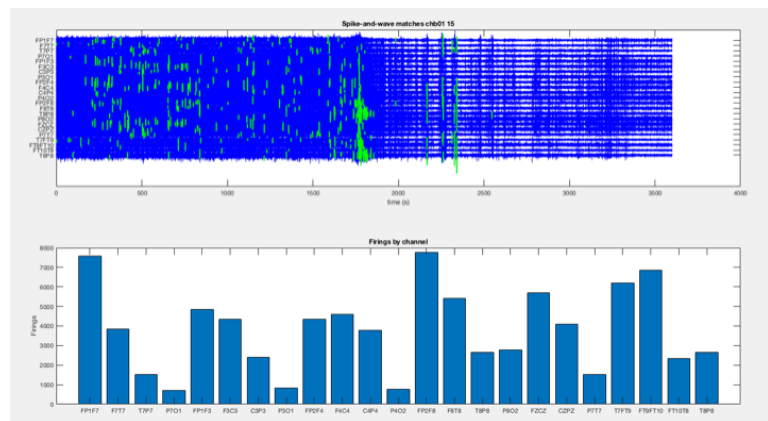 Spike-and-wave matches chb01 15
FP1F7
F7T7
T7P7
P7O1
FP1F3
F3C3
C3P3
P3O1
FP2F4
F4C4
C4P4
P4O2
FP2F8
F8T8
T8P8
P8O2
FZCZ
CZPZ
P7T7
T7FT9
FT9FT10
FT10T8
T8P8
0 500 1000 1500 2000 2500 3000 3500 4000
time (s)
Firings by channel
8000
7000
6000
5000
4000
3000
2000
1000
0
Firings
FP1F7 F7T7 T7P7 P7O1 FP1F3 F3C3 C3P3 P3O1 FP2F4 F4C4 C4P4 P4O2 FP2F8 F8T8 T8P8 P8O2 FZCZ CZPZ P7T7 T7FT9 FT9FT10 FT10T8 T8P8